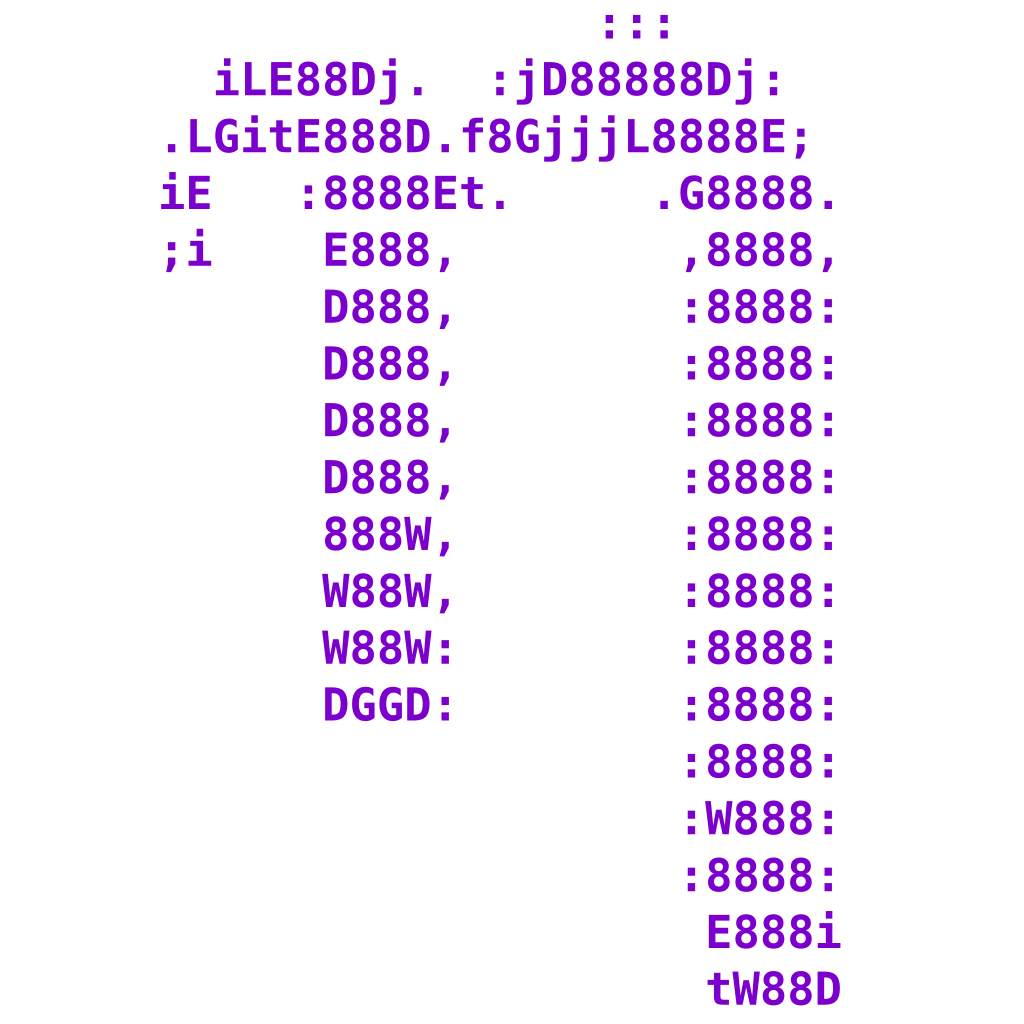 :::
  iLE88Dj.  :jD88888Dj:
.LGitE888D.f8GjjjL8888E;
iE   :8888Et.     .G8888.
;i    E888,        ,8888,
      D888,        :8888:
      D888,        :8888:
      D888,        :8888:
      D888,        :8888:
      888W,        :8888:
      W88W,        :8888:
      W88W:        :8888:
      DGGD:        :8888:
                   :8888:
                   :W888:
                   :8888:
                    E888i
                    tW88D